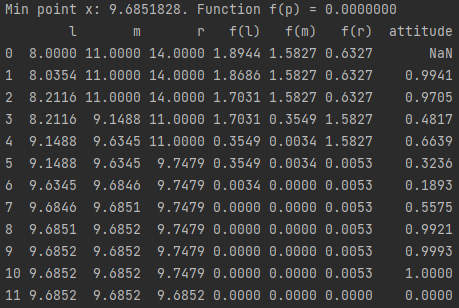 Min point x: 9.6851828. Function f(p) = 0.0000000
l m r f(l) f(m) f(r) attitude
0 8.0000 11.0000 14.0000 1.8944 1.5827 0.6327 NaN
1 8.0354 11.0000 14.0000 1.8686 1.5827 0.6327 0.9941
2 8.2116 11.0000 14.0000 1.7031 1.5827 0.6327 0.9705
3 8.2116 9.1488 11.0000 1.7031 0.3549 1.5827 0.4817
4 9.1488 9.6345 11.0000 0.3549 0.0034 1.5827 0.6639
5 9.1488 9.6345 9.7479 0.3549 0.0034 0.0053 0.3236
6 9.6345 9.6846 9.7479 0.0034 0.0000 0.0053 0.1893
7 9.6846 9.6851 9.7479 0.0000 0.0000 0.0053 0.5575
8 9.6851 9.6852 9.7479 0.0000 0.0000 0.0053 0.9921
9 9.6852 9.6852 9.7479 0.0000 0.0000 0.0053 0.9993
10 9.6852 9.6852 9.7479 0.0000 0.0000 0.0053 1.0000
11 9.6852 9.6852 9.6852 0.0000 0.0000 0.0000 0.0000